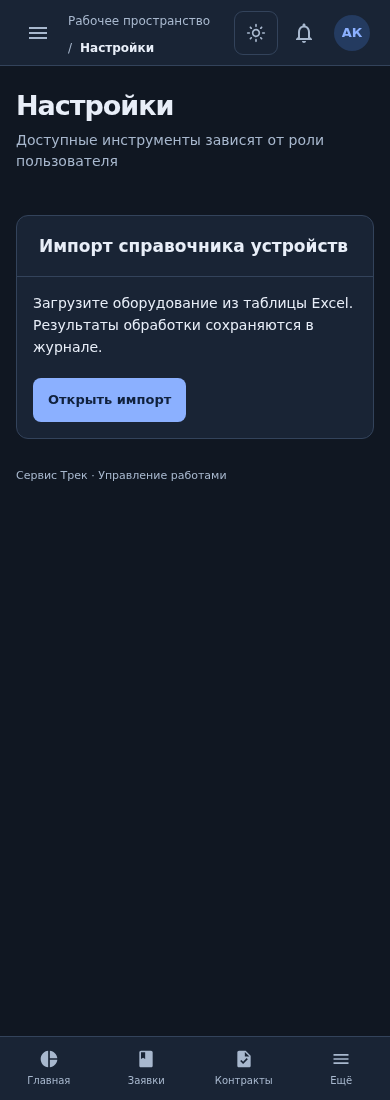 Рабочее пространство
/ Настройки
АК
Настройки
Доступные инструменты зависят от роли
пользователя
Импорт справочника устройств
Загрузите оборудование из таблицы Excel.
Результаты обработки сохраняются в
журнале.
Открыть импорт
Сервис Трек · Управление работами
Главная
Заявки
Контракты
Ещё